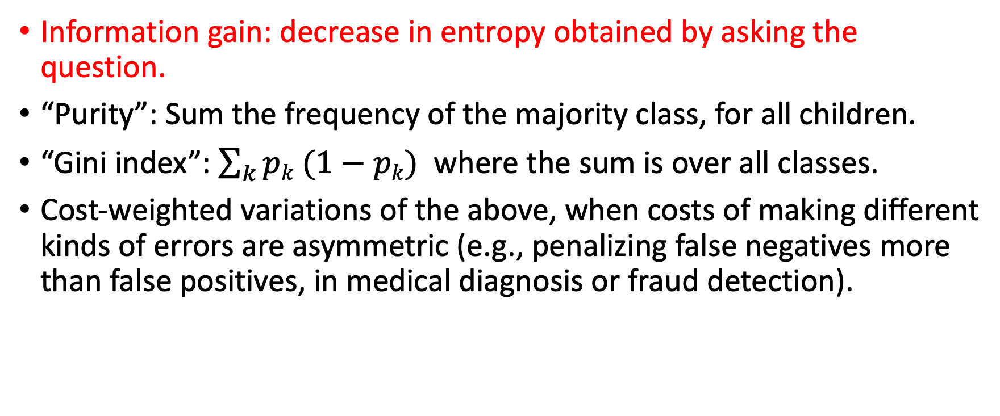 • Information gain: decrease in entropy obtained by asking the
question.
• “Purity”: Sum the frequency of the majority class, for all children.
• “Gini index”: ∑ₖ 𝑝ₖ (1 − 𝑝ₖ) where the sum is over all classes.
• Cost-weighted variations of the above, when costs of making different
kinds of errors are asymmetric (e.g., penalizing false negatives more
than false positives, in medical diagnosis or fraud detection).